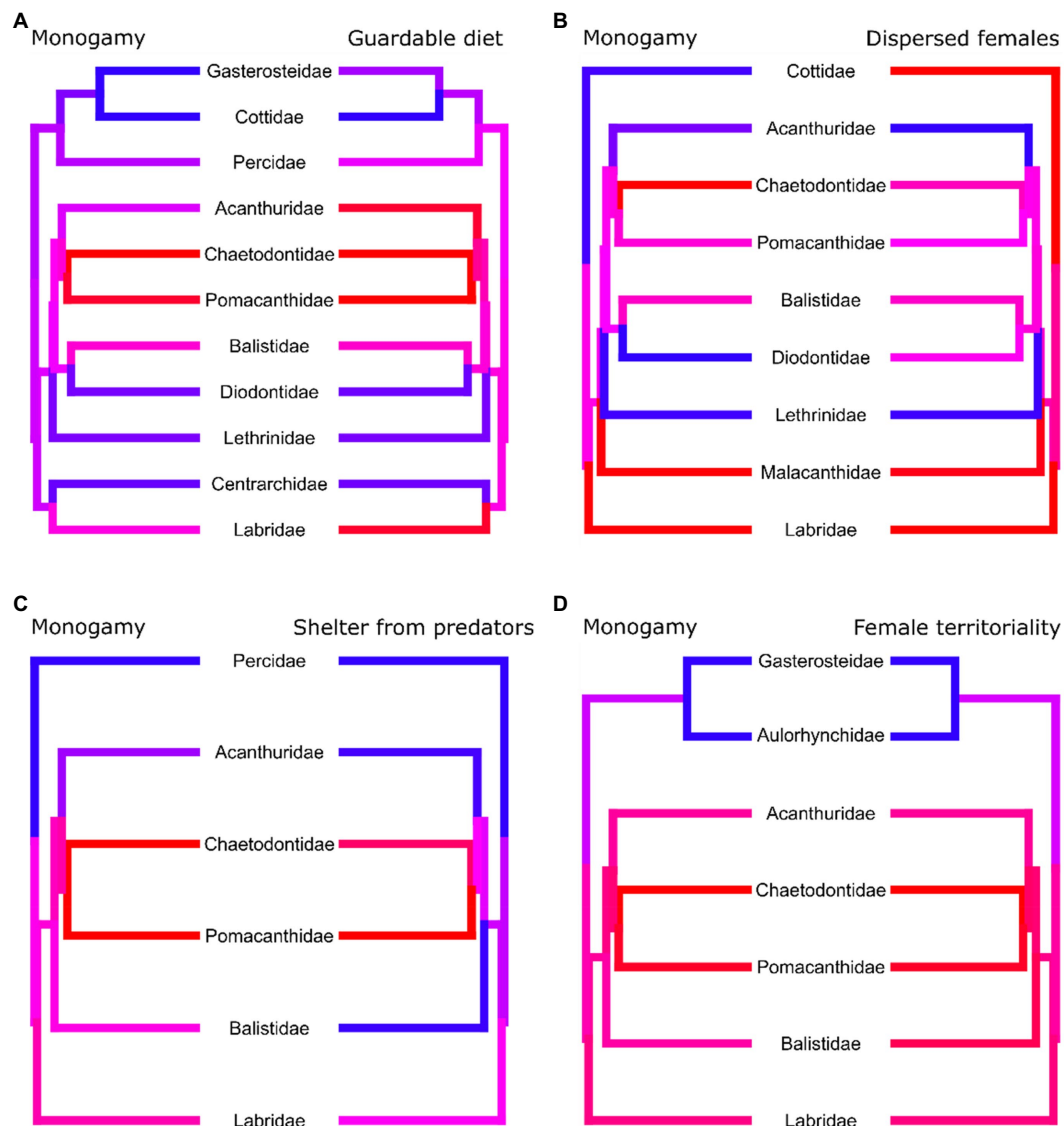 A
Monogamy Guardable diet
Gasterosteidae
Cottidae
Percidae
Acanthuridae
Chaetodontidae
Pomacanthidae
Balistidae
Diodontidae
Lethrinidae
Centrarchidae
Labridae
B
Monogamy Dispersed females
Cottidae
Acanthuridae
Chaetodontidae
Pomacanthidae
Balistidae
Diodontidae
Lethrinidae
Malacanthidae
Labridae
C
Monogamy Shelter from predators
Percidae
Acanthuridae
Chaetodontidae
Pomacanthidae
Balistidae
Labridae
D
Monogamy Female territoriality
Gasterosteidae
Aulorhynchidae
Acanthuridae
Chaetodontidae
Pomacanthidae
Balistidae
Labridae